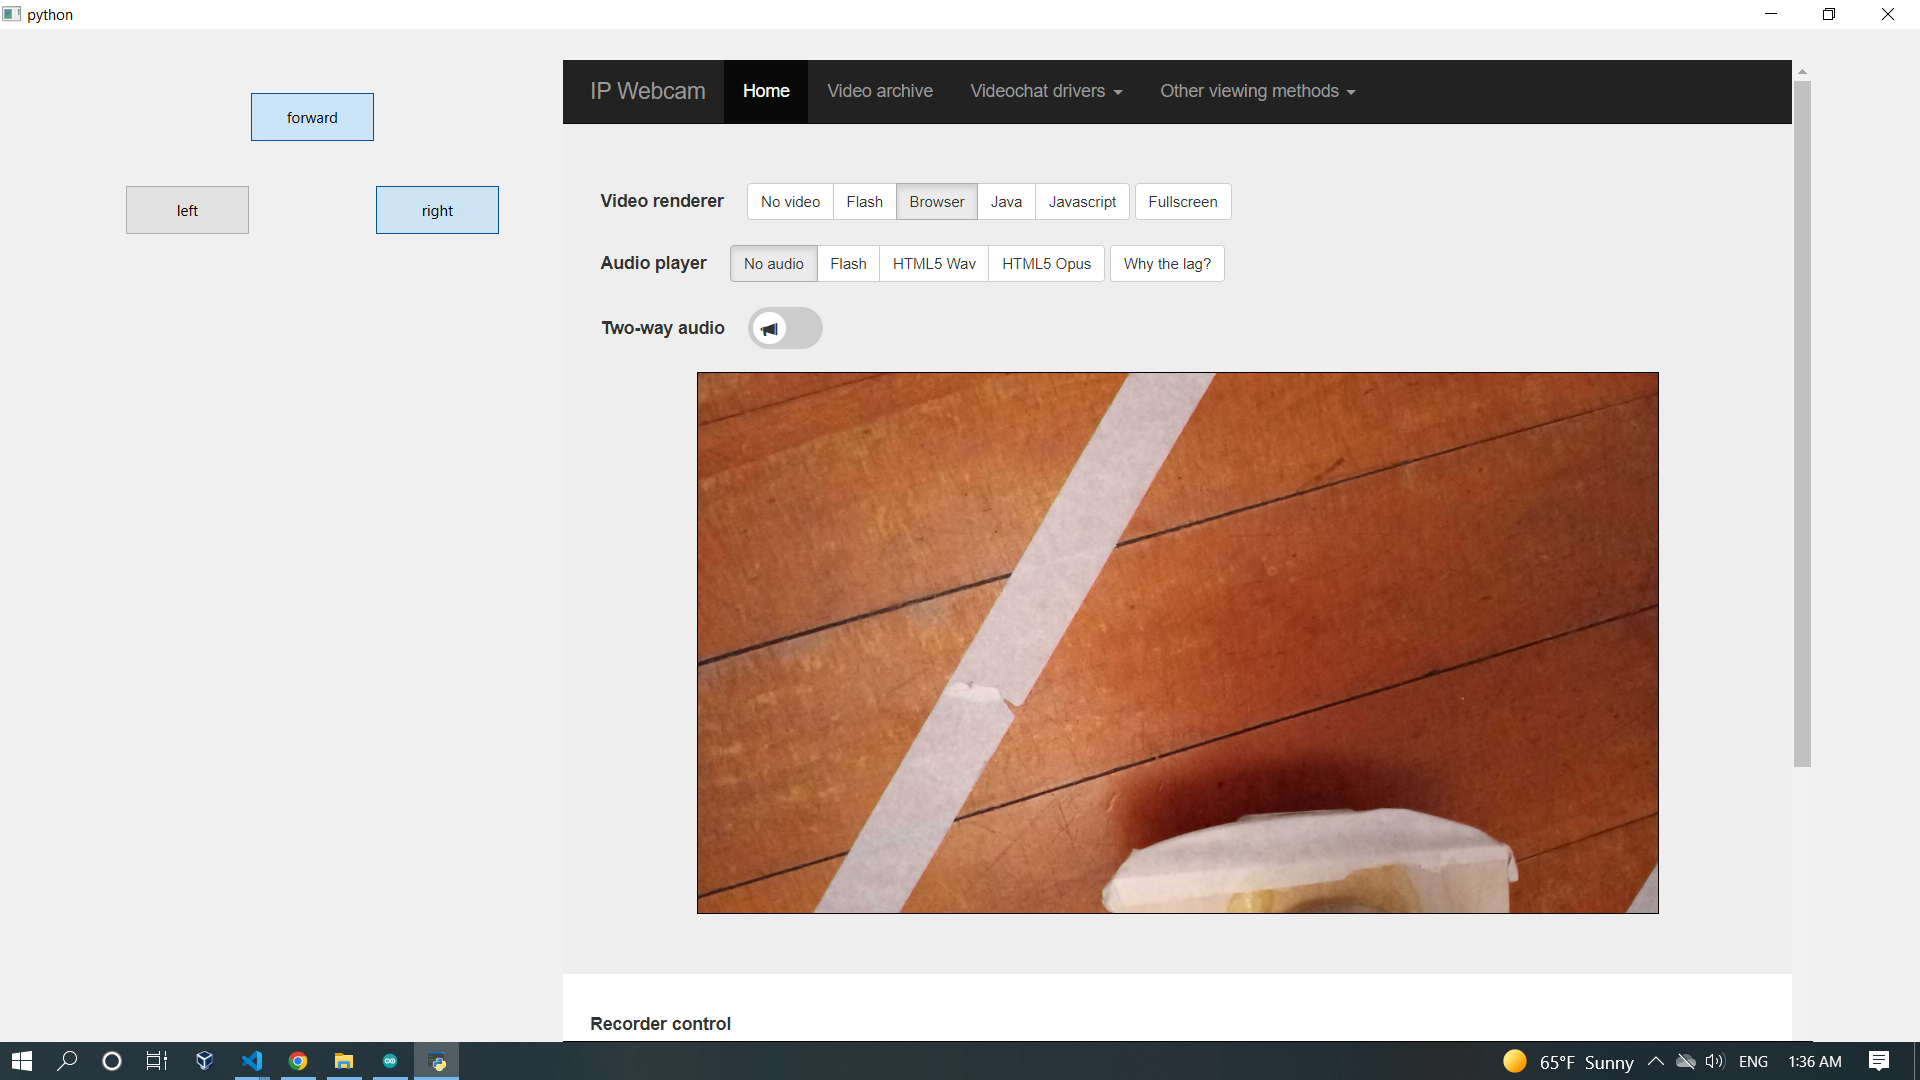 python
forward
left
right
IP Webcam Home Video archive Videochat drivers Other viewing methods
Video renderer No video Flash Browser Java Javascript Fullscreen
Audio player No audio Flash HTML5 Wav HTML5 Opus Why the lag?
Two-way audio
Recorder control
65°F Sunny ENG 1:36 AM